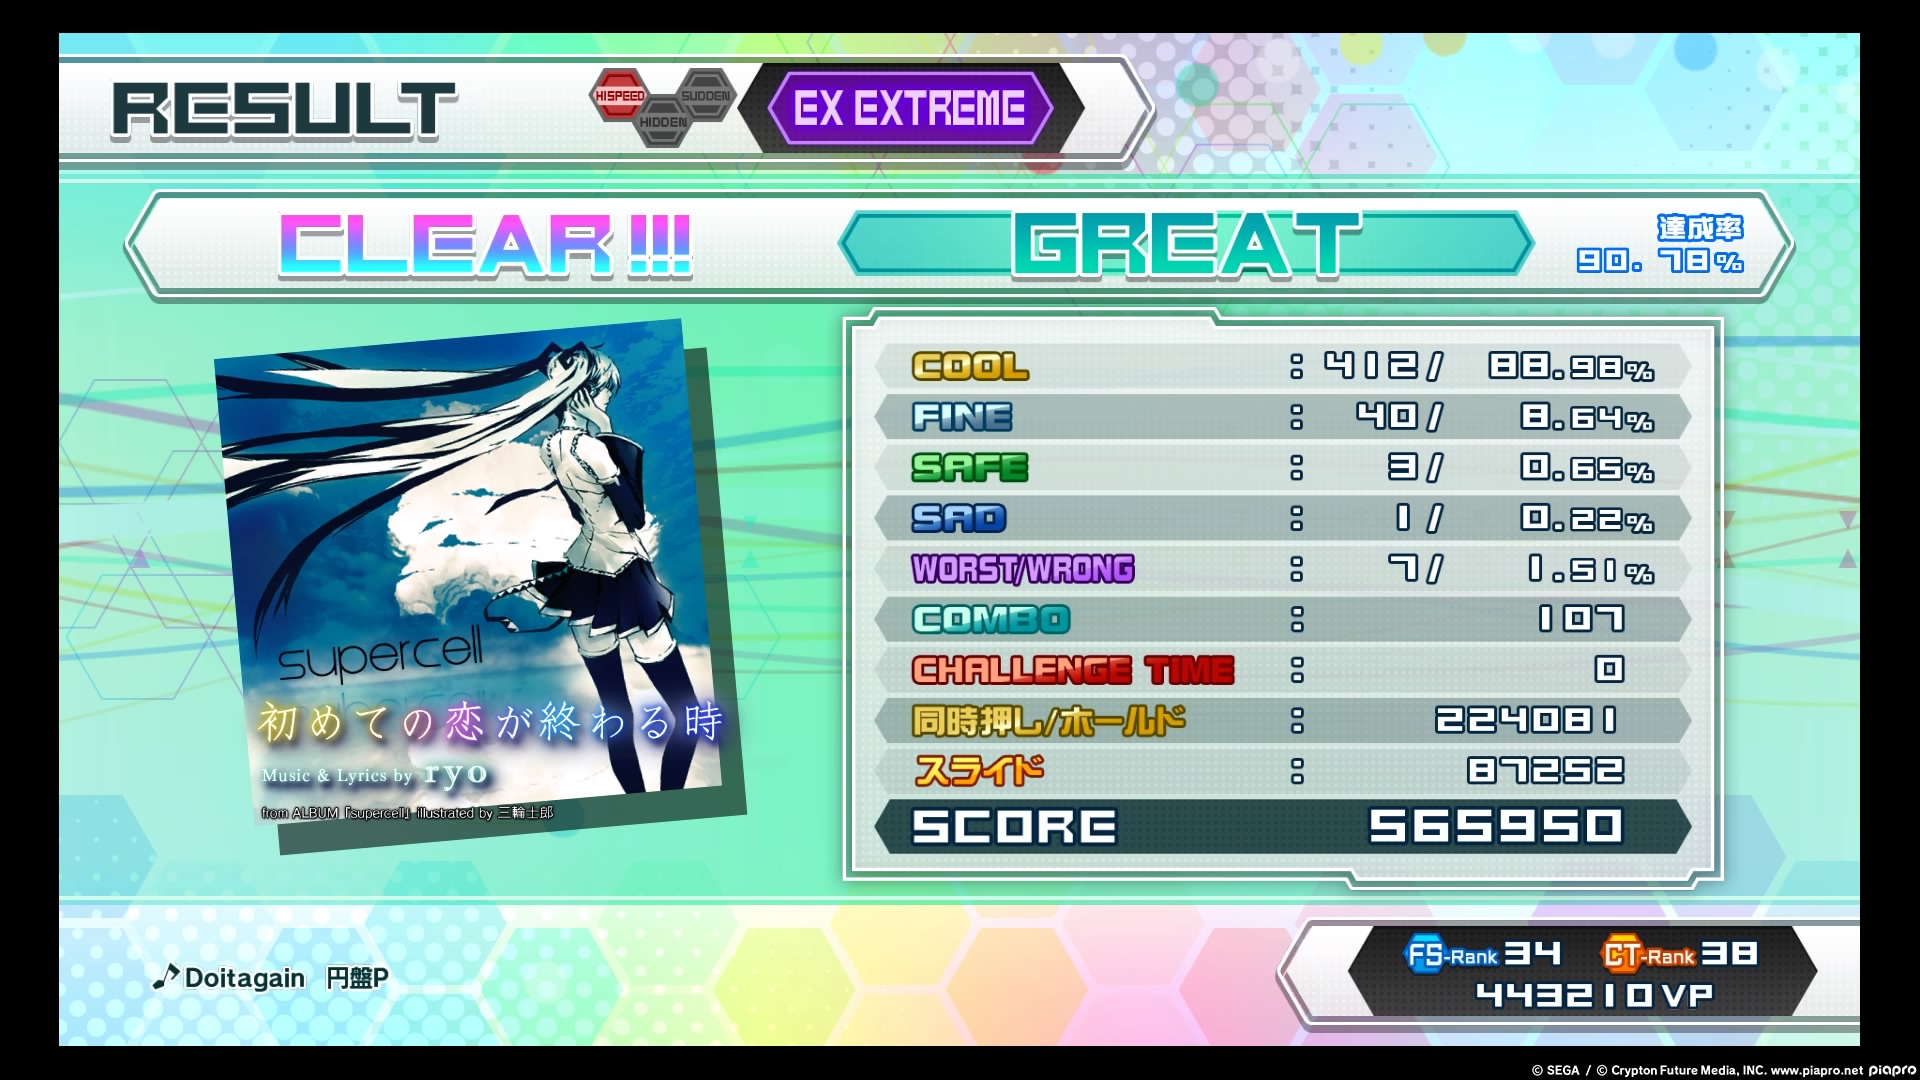 RESULT
HISPEED
HIDDEN
SUDDEN
EX EXTREME
CLEAR!!!
GREAT
達成率
90.78%
COOL : 412/ 88.98%
FINE : 40/ 8.64%
SAFE : 3/ 0.65%
SAD : 1/ 0.22%
WORST/WRONG : 7/ 1.51%
COMBO : 107
CHALLENGE TIME : 0
同時押し/ホールド : 224081
スライド : 87252
SCORE 565950
supercell
初めての恋が終わる時
Music & Lyrics by ryo
from ALBUM『supercell』 illustrated by 三輪士郎
♪Doitagain 円盤P
FS-Rank 34 CT-Rank 38
443210VP
© SEGA / © Crypton Future Media, INC. www.piapro.net piapro